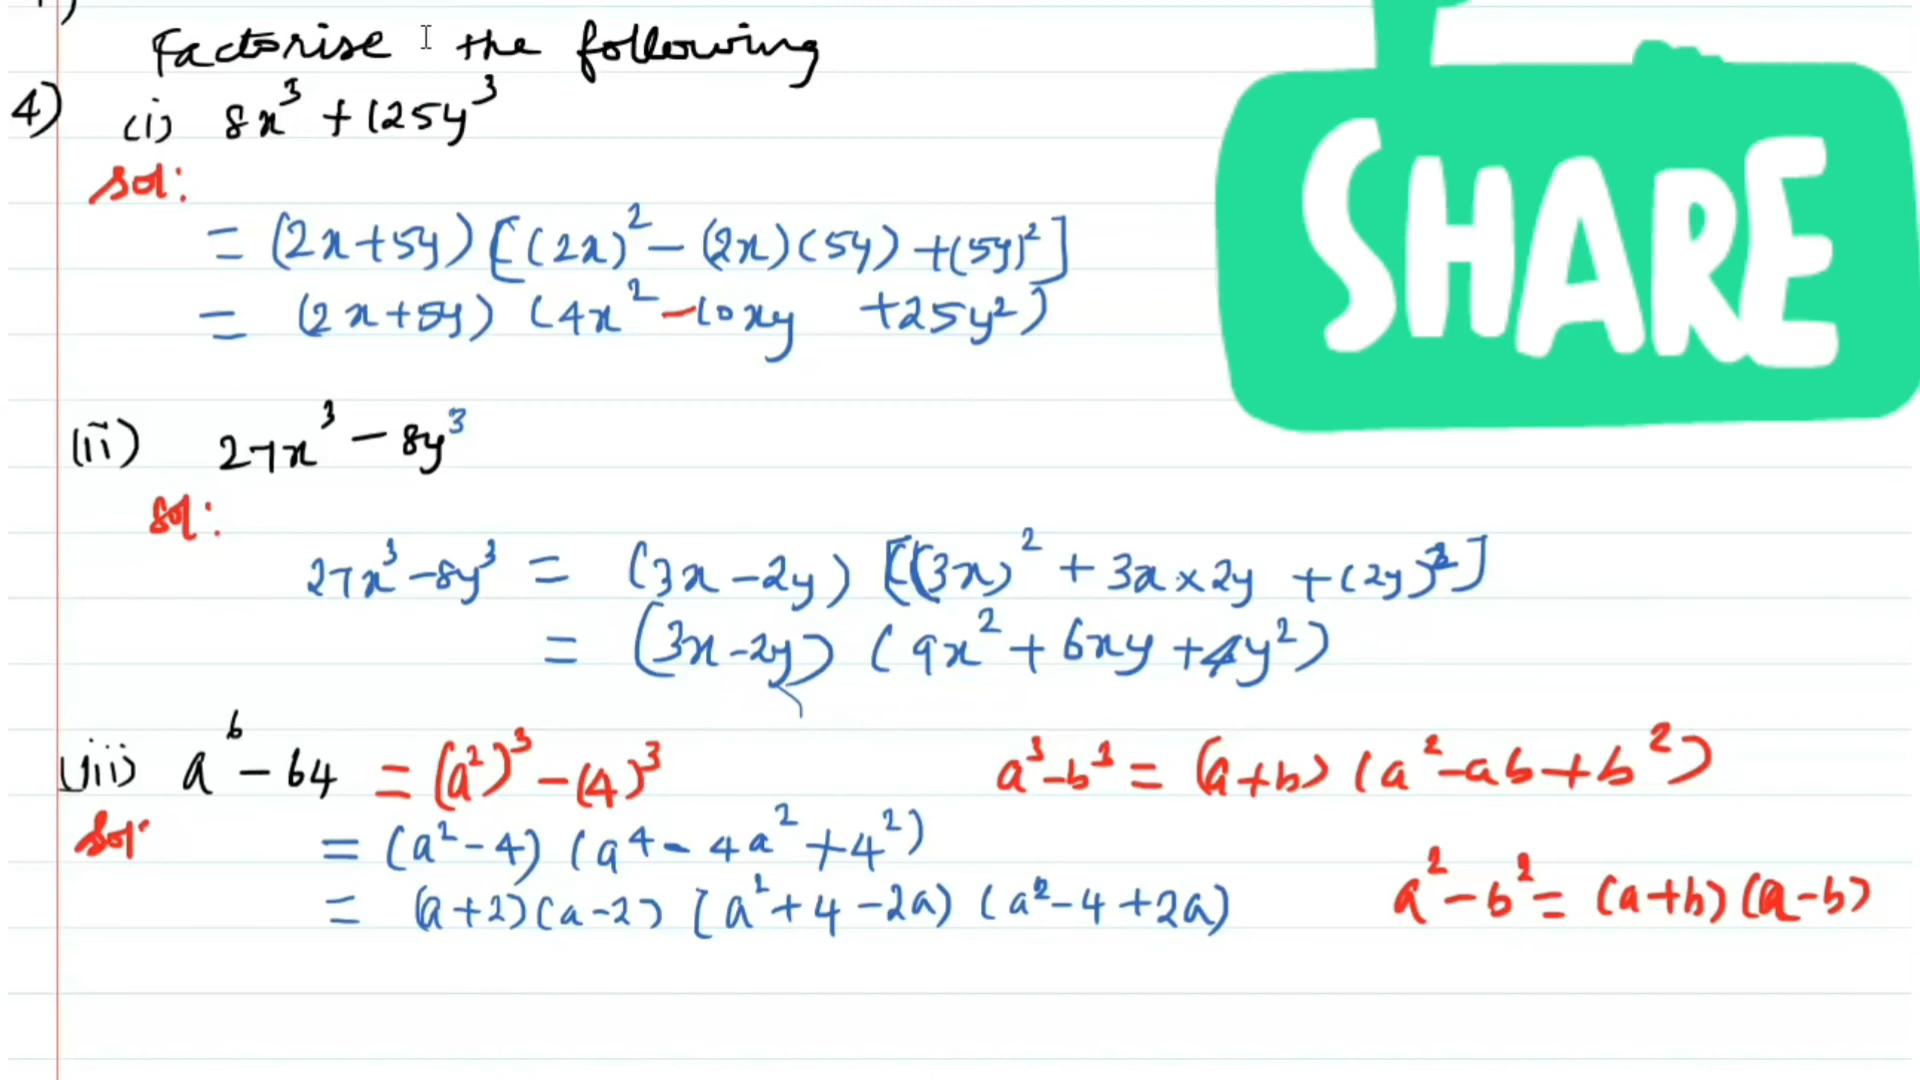 Factorise the following
4) (i) 8x³ + 125y³
Sol:
= (2x+5y) [(2x)² - (2x)(5y) + (5y)²]
= (2x+5y) (4x² - 10xy + 25y²)
(ii) 27x³ - 8y³
Sol:
27x³ - 8y³ = (3x - 2y) [(3x)² + 3x × 2y + (2y)²]
= (3x - 2y) (9x² + 6xy + 4y²)
(iii) a⁶ - 64 = (a²)³ - (4)³
a³ - b³ = (a+b) (a² - ab + b²)
Sol:
= (a² - 4) (a⁴ - 4a² + 4²)
= (a+2) (a-2) [a² + 4 - 2a) (a² - 4 + 2a)
a² - b² = (a+b) (a-b)
SHARE